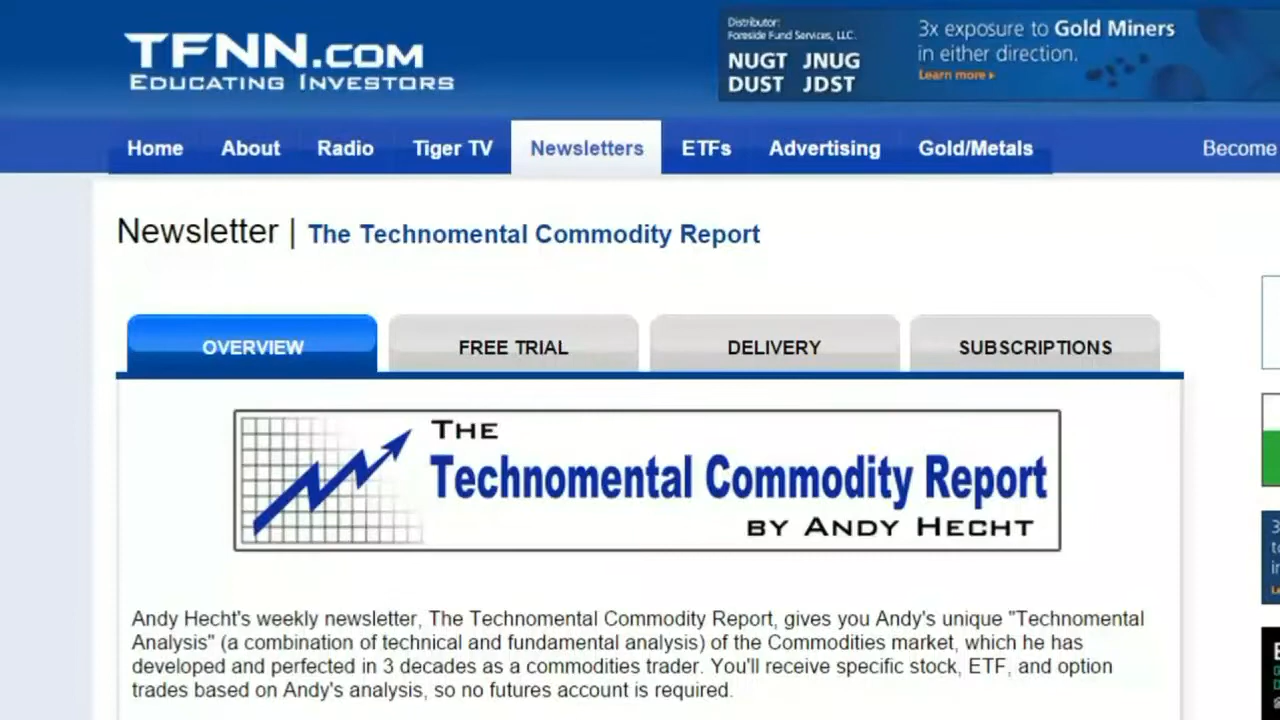 TFNN.COM
EDUCATING INVESTORS
Distributor:
Foreside Fund Services, LLC.
NUGT JNUG
DUST JDST
3x exposure to Gold Miners
in either direction.
Learn more
Home About Radio Tiger TV Newsletters ETFs Advertising Gold/Metals Become
Newsletter | The Technomental Commodity Report
OVERVIEW FREE TRIAL DELIVERY SUBSCRIPTIONS
THE
Technomental Commodity Report
BY ANDY HECHT
Andy Hecht's weekly newsletter, The Technomental Commodity Report, gives you Andy's unique "Technomental
Analysis" (a combination of technical and fundamental analysis) of the Commodities market, which he has
developed and perfected in 3 decades as a commodities trader. You'll receive specific stock, ETF, and option
trades based on Andy's analysis, so no futures account is required.